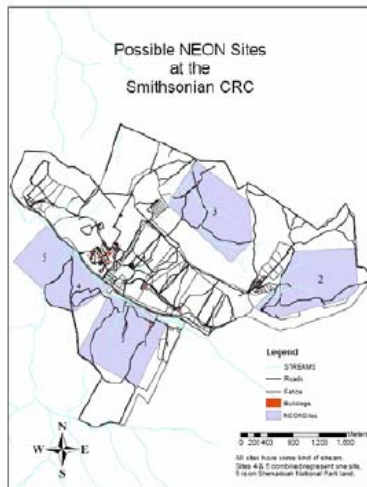 Possible NEON Sites
at the
Smithsonian CRC
3
5
2
4
Legend
STREAMS
Roads
Fence
Buildings
NEON Sites
Meters
0 200 400 800 1,200 1,600
N
W E
S
All sites have some kind of stream.
Sites 4 & 5 combined represent one site,
5 is on Shenandoah National Park land.